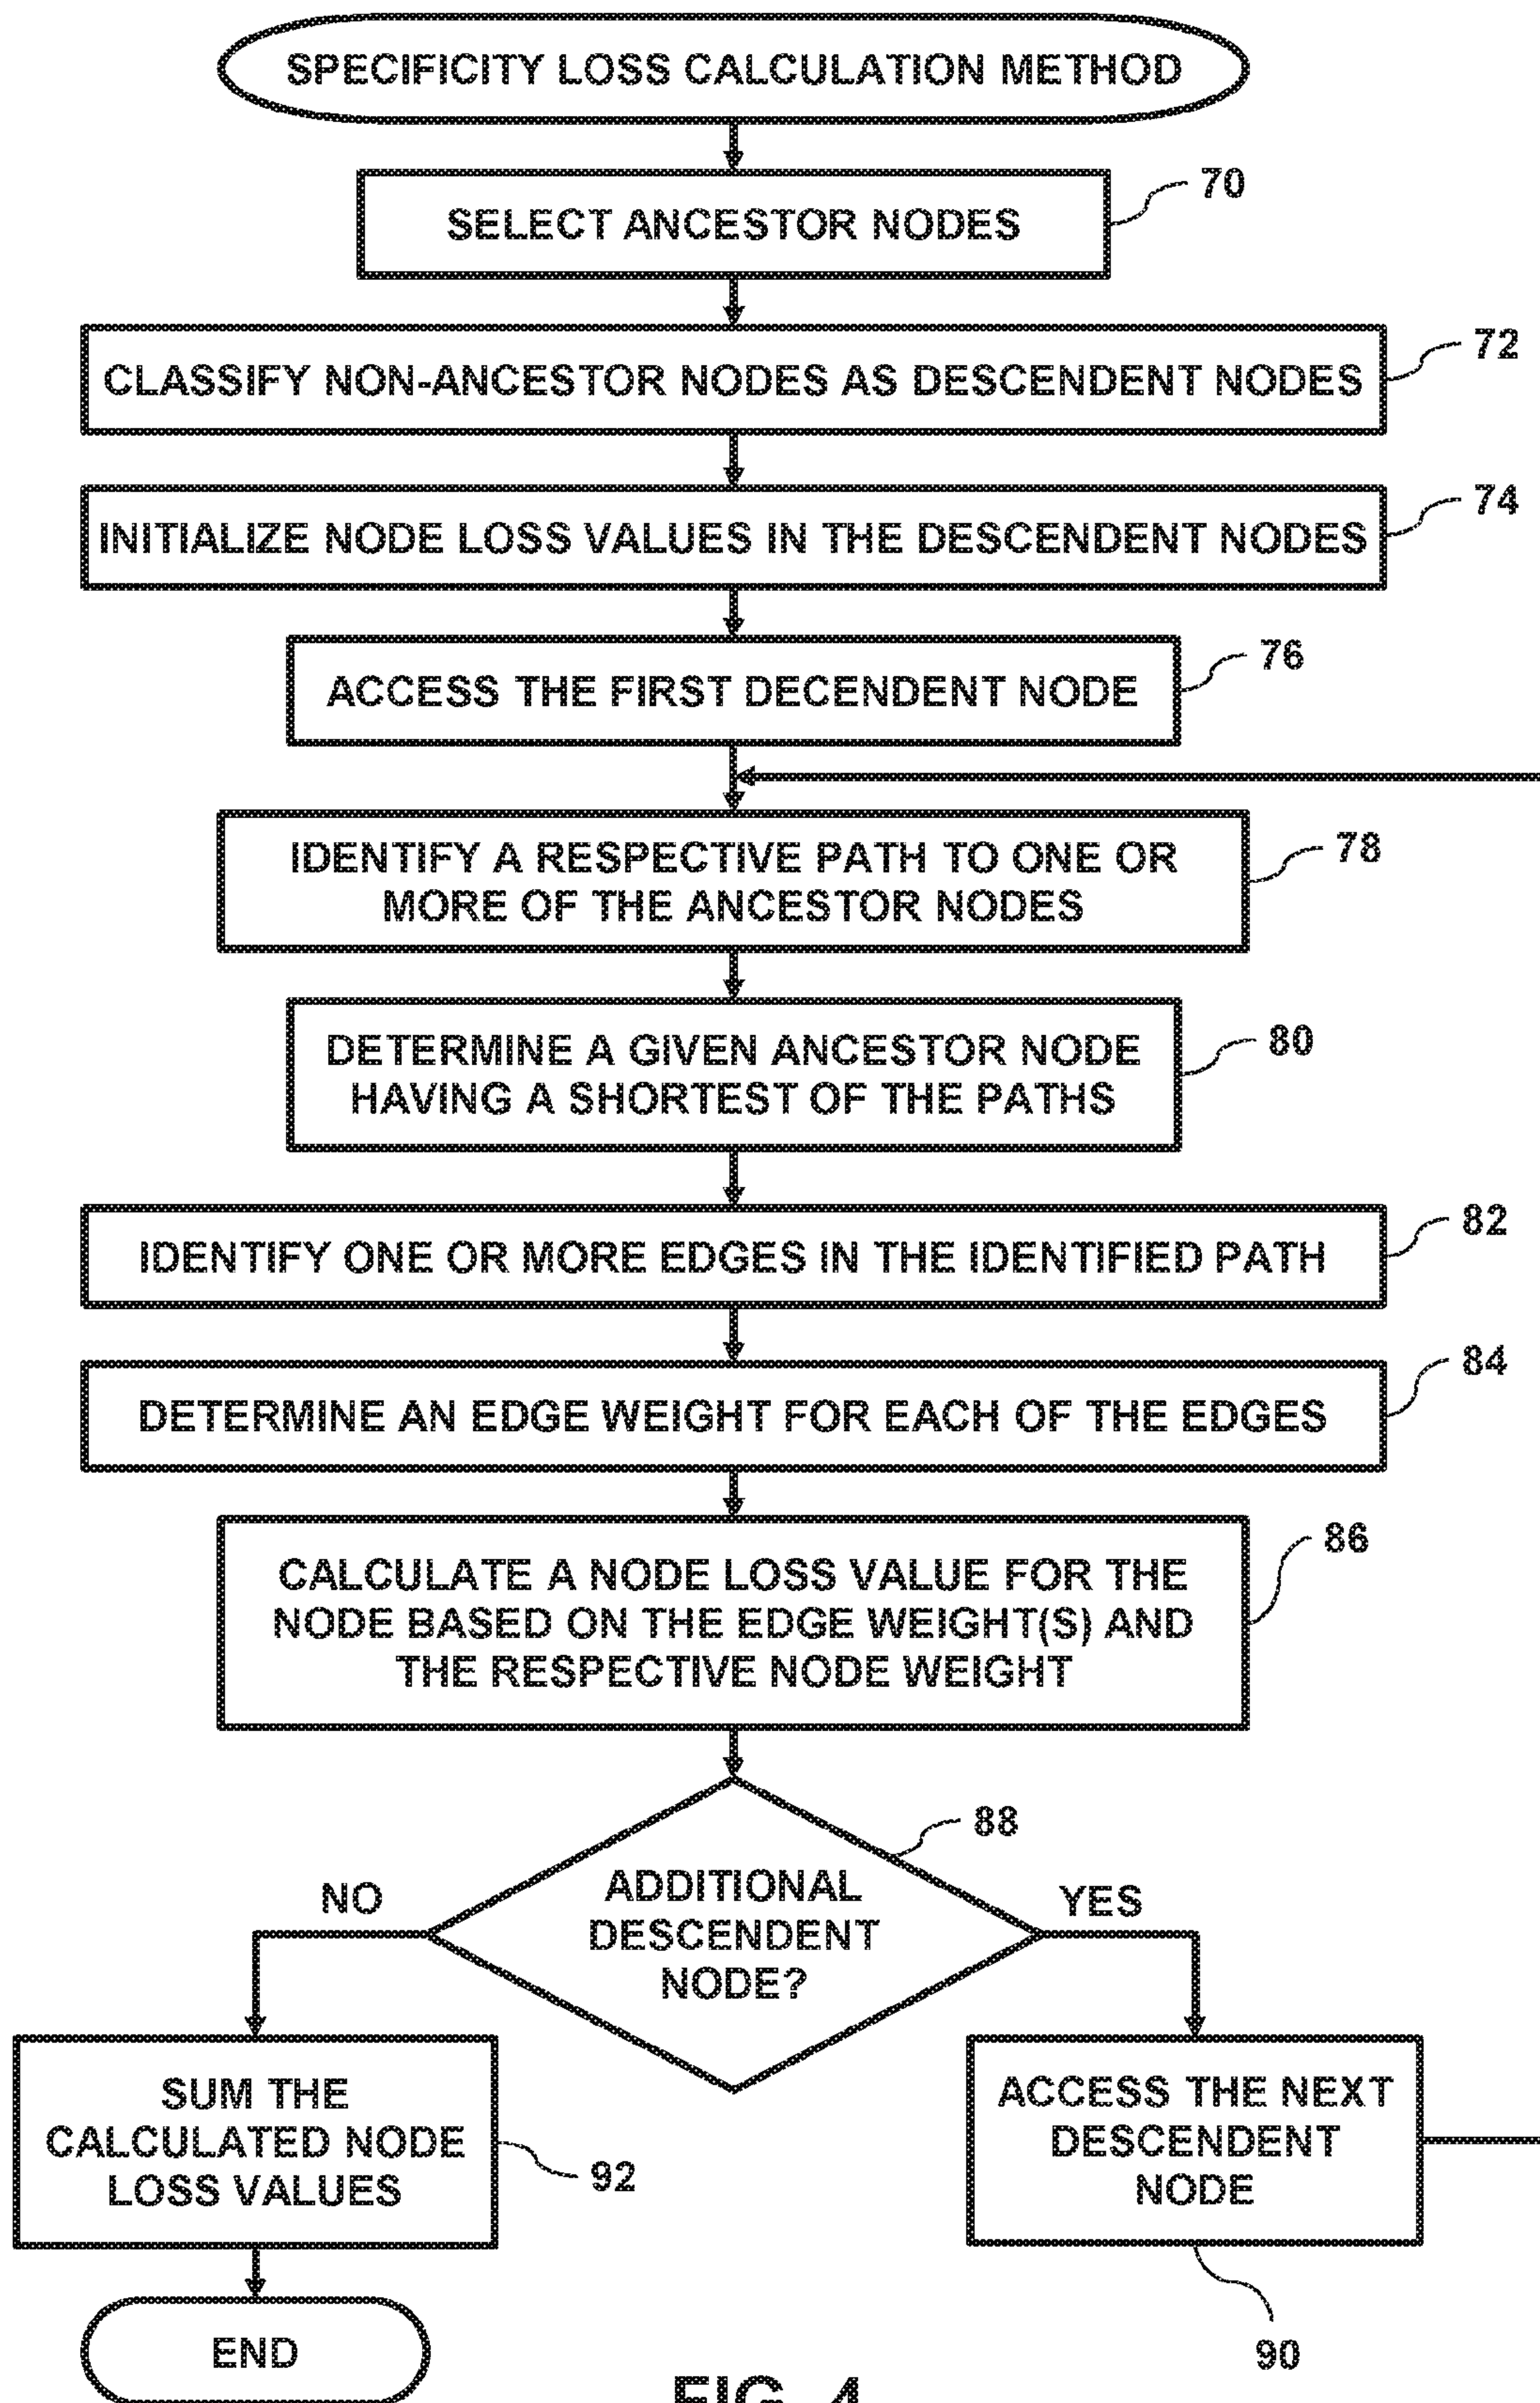 SPECIFICITY LOSS CALCULATION METHOD
70
SELECT ANCESTOR NODES
72
CLASSIFY NON-ANCESTOR NODES AS DESCENDENT NODES
74
INITIALIZE NODE LOSS VALUES IN THE DESCENDENT NODES
76
ACCESS THE FIRST DECENDENT NODE
78
IDENTIFY A RESPECTIVE PATH TO ONE OR
MORE OF THE ANCESTOR NODES
80
DETERMINE A GIVEN ANCESTOR NODE
HAVING A SHORTEST OF THE PATHS
82
IDENTIFY ONE OR MORE EDGES IN THE IDENTIFIED PATH
84
DETERMINE AN EDGE WEIGHT FOR EACH OF THE EDGES
86
CALCULATE A NODE LOSS VALUE FOR THE
NODE BASED ON THE EDGE WEIGHT(S) AND
THE RESPECTIVE NODE WEIGHT
88
ADDITIONAL
DESCENDENT
NODE?
NO
YES
SUM THE
CALCULATED NODE
LOSS VALUES
92
ACCESS THE NEXT
DESCENDENT
NODE
90
END
FIG. 4